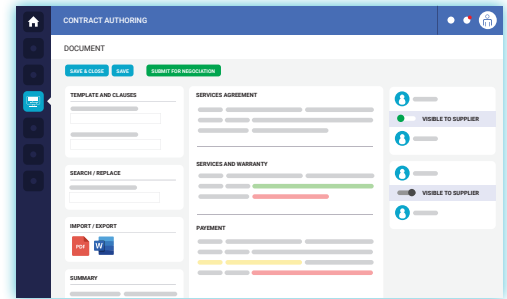 CONTRACT AUTHORING
DOCUMENT
SAVE & CLOSE
SAVE
SUBMIT FOR NEGOCIATION
TEMPLATE AND CLAUSES
SEARCH / REPLACE
IMPORT / EXPORT
PDF
W
SUMMARY
SERVICES AGREEMENT
SERVICES AND WARRANTY
PAYEMENT
VISIBLE TO SUPPLIER
VISIBLE TO SUPPLIER